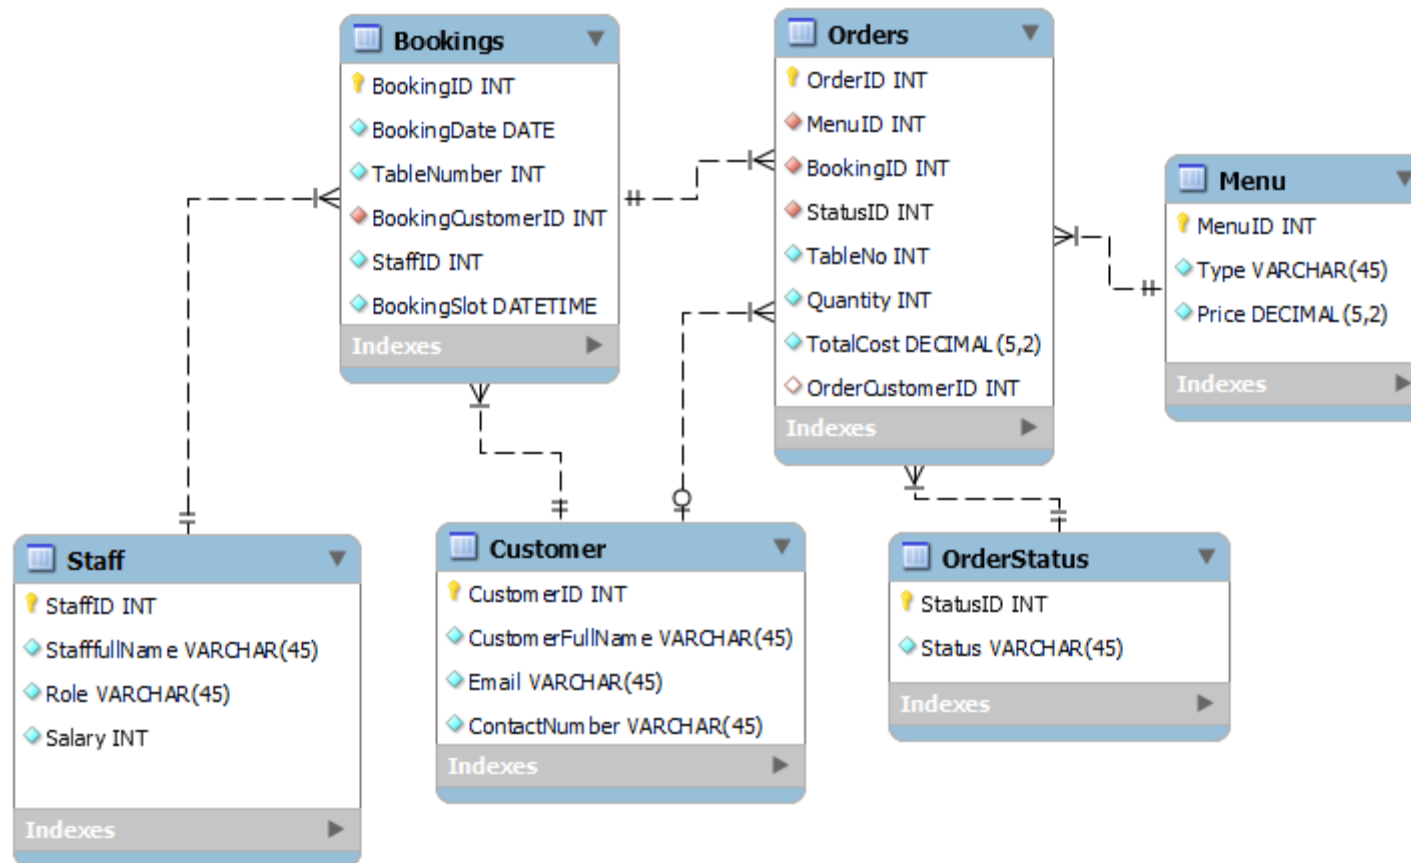 Bookings
BookingID INT
BookingDate DATE
TableNumber INT
BookingCustomerID INT
StaffID INT
BookingSlot DATETIME
Indexes
Orders
OrderID INT
MenuID INT
BookingID INT
StatusID INT
TableNo INT
Quantity INT
TotalCost DECIMAL(5,2)
OrderCustomerID INT
Indexes
Menu
MenuID INT
Type VARCHAR(45)
Price DECIMAL(5,2)
Indexes
Staff
StaffID INT
StafffullName VARCHAR(45)
Role VARCHAR(45)
Salary INT
Indexes
Customer
CustomerID INT
CustomerFullName VARCHAR(45)
Email VARCHAR(45)
ContactNumber VARCHAR(45)
Indexes
OrderStatus
StatusID INT
Status VARCHAR(45)
Indexes